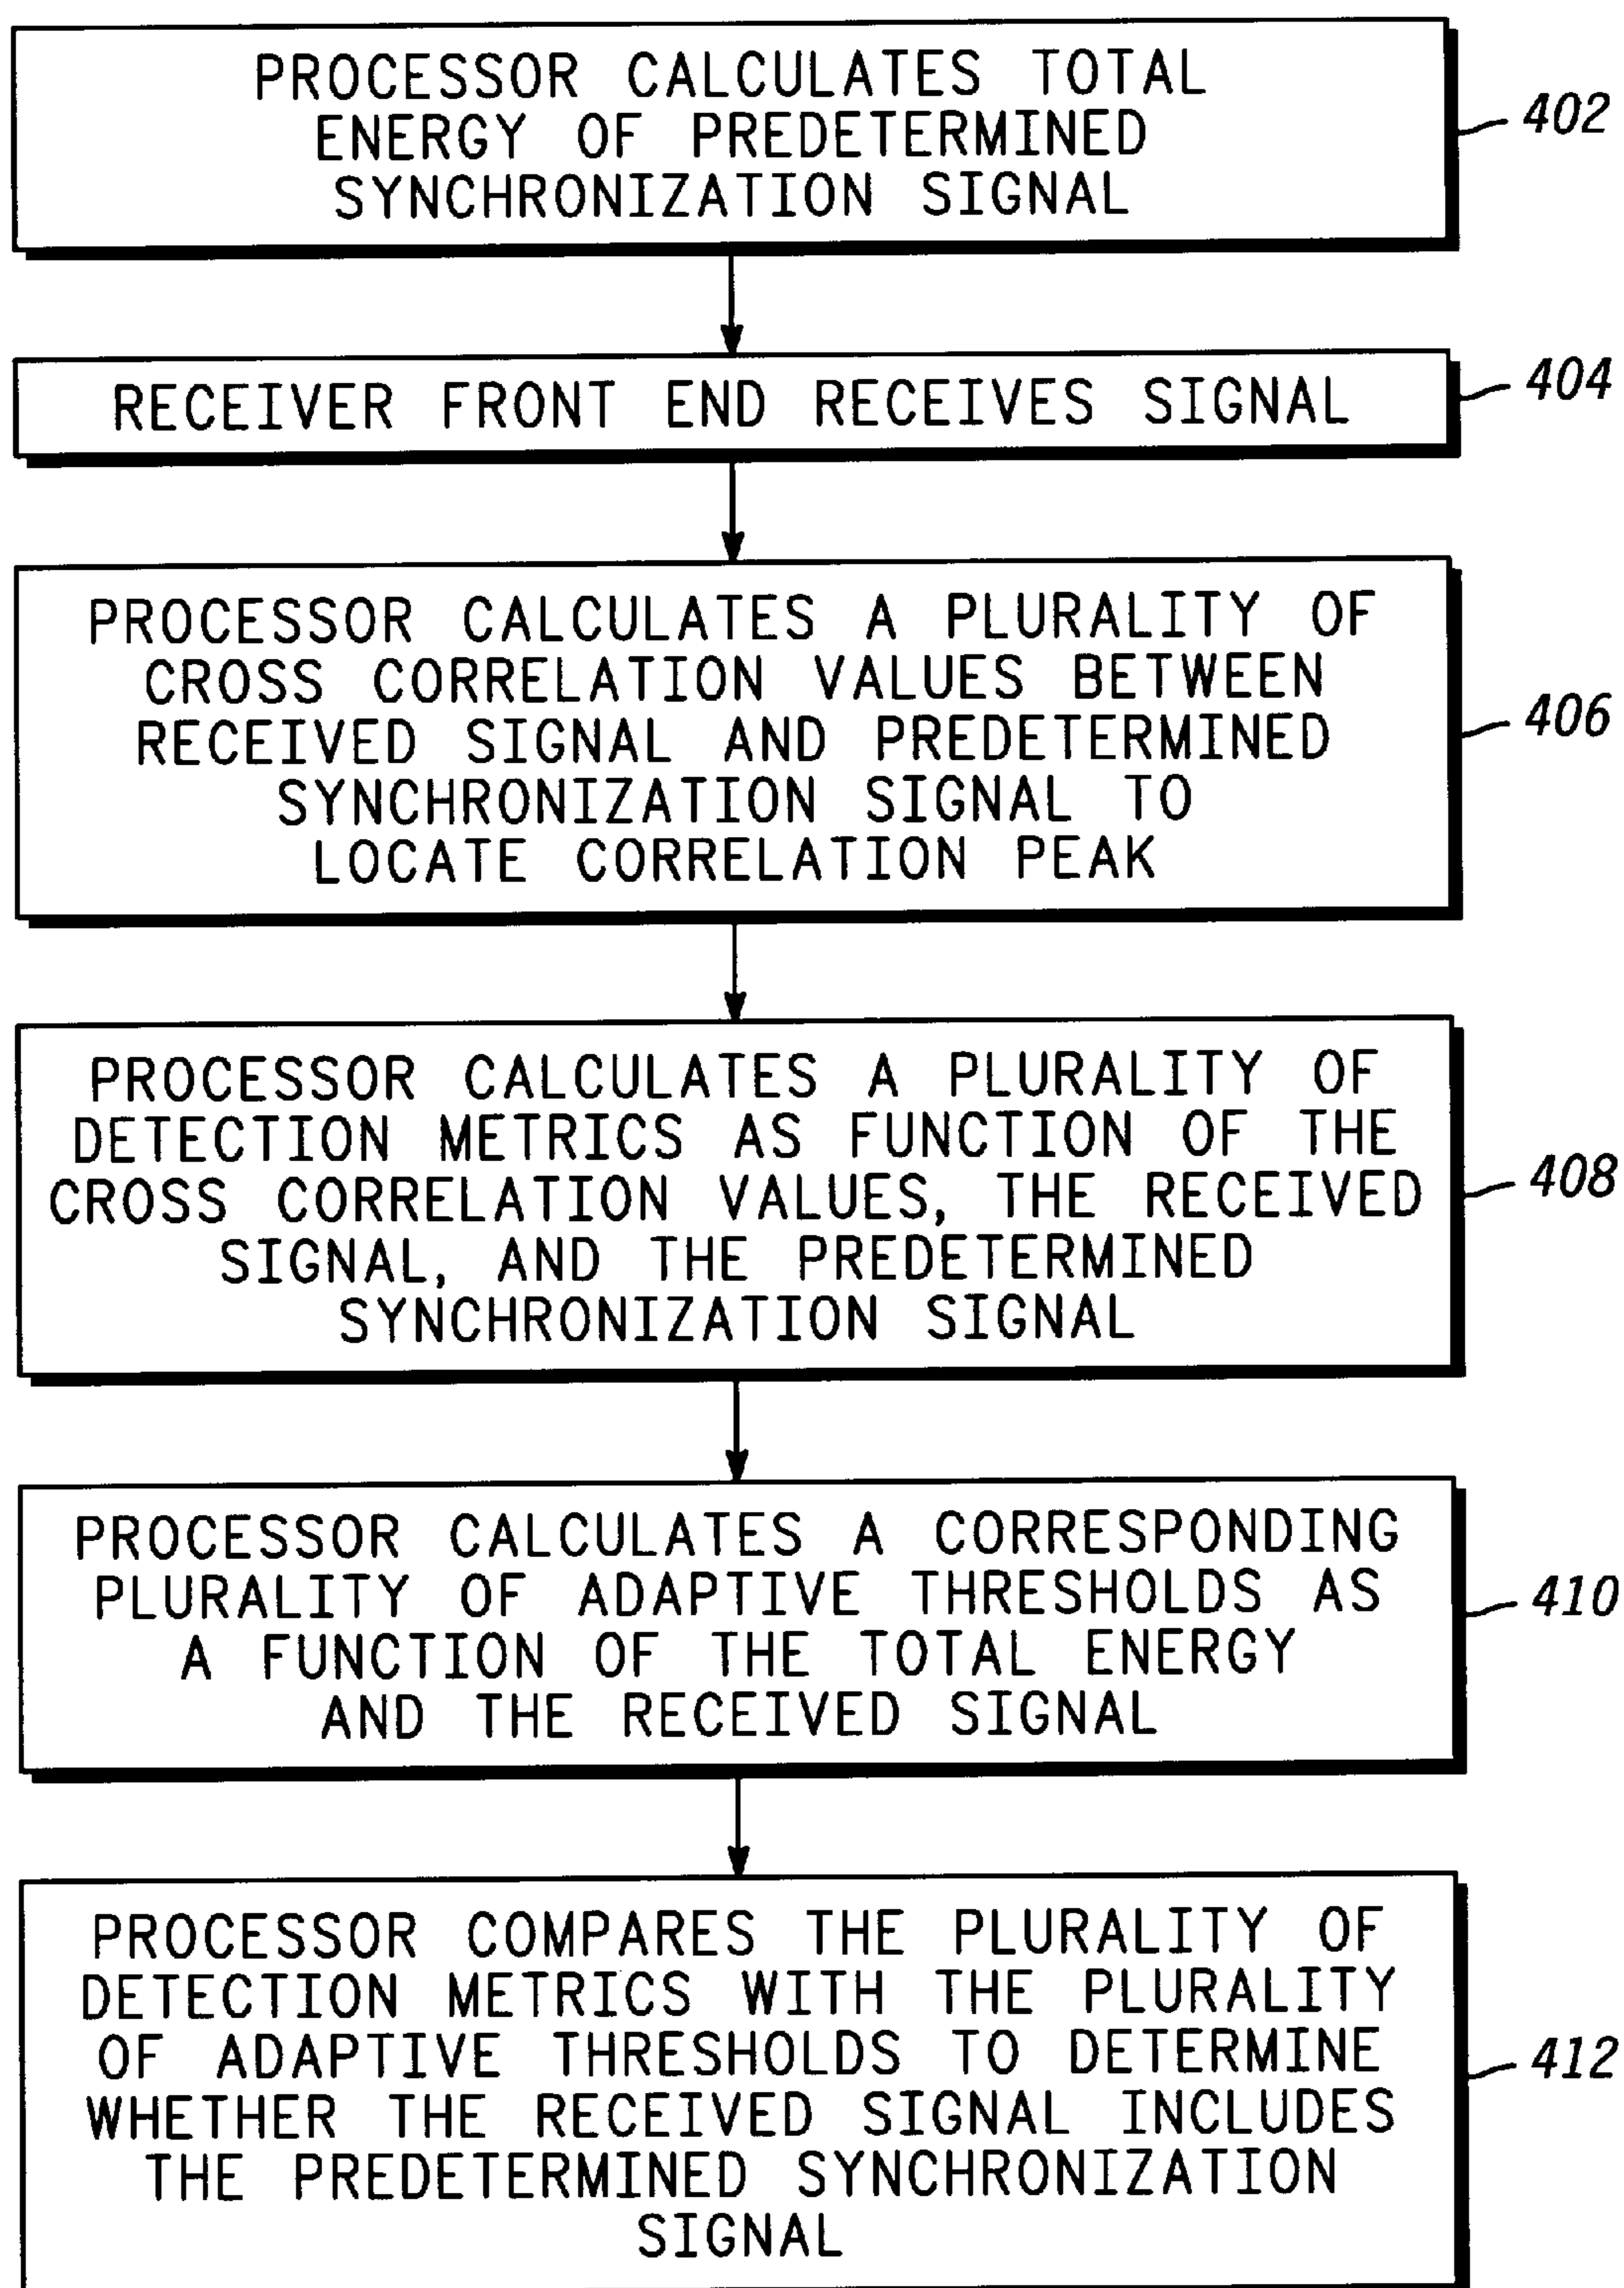 PROCESSOR CALCULATES TOTAL
ENERGY OF PREDETERMINED
SYNCHRONIZATION SIGNAL
402
RECEIVER FRONT END RECEIVES SIGNAL
404
PROCESSOR CALCULATES A PLURALITY OF
CROSS CORRELATION VALUES BETWEEN
RECEIVED SIGNAL AND PREDETERMINED
SYNCHRONIZATION SIGNAL TO
LOCATE CORRELATION PEAK
406
PROCESSOR CALCULATES A PLURALITY OF
DETECTION METRICS AS FUNCTION OF THE
CROSS CORRELATION VALUES, THE RECEIVED
SIGNAL, AND THE PREDETERMINED
SYNCHRONIZATION SIGNAL
408
PROCESSOR CALCULATES A CORRESPONDING
PLURALITY OF ADAPTIVE THRESHOLDS AS
A FUNCTION OF THE TOTAL ENERGY
AND THE RECEIVED SIGNAL
410
PROCESSOR COMPARES THE PLURALITY OF
DETECTION METRICS WITH THE PLURALITY
OF ADAPTIVE THRESHOLDS TO DETERMINE
WHETHER THE RECEIVED SIGNAL INCLUDES
THE PREDETERMINED SYNCHRONIZATION
SIGNAL
412